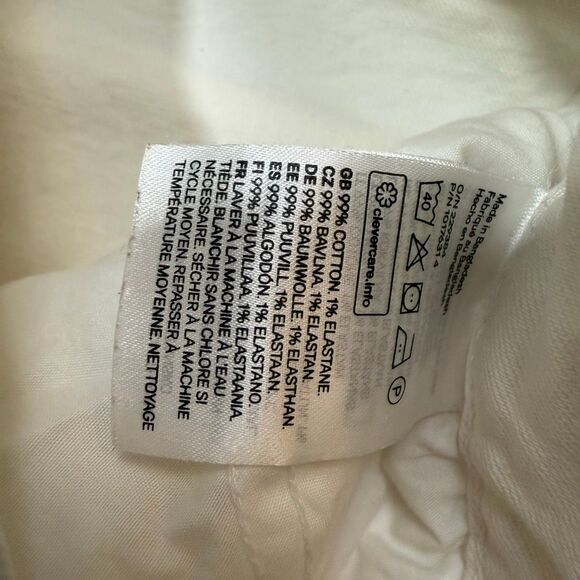 Made in Bangladesh
Fabriqué au Bangladesh
Hecho en Bangladesh
40
P
clevercare.info
GB 99% COTTON. 1% ELASTANE.
CZ 99% BAVLNA. 1% ELASTAN.
DE 99% BAUMWOLLE. 1% ELASTHAN.
EE 99% PUUVILL. 1% ELASTAAN.
ES 99% ALGODÓN. 1% ELASTANO.
FI 99% PUUVILLAA. 1% ELASTAANIA.
FR LAVER À LA MACHINE À L'EAU
TIÈDE. BLANCHIR SANS CHLORE SI
NÉCESSAIRE. SÉCHER À LA MACHINE
CYCLE MOYEN. REPASSER À
TEMPÉRATURE MOYENNE. NETTOYAGE